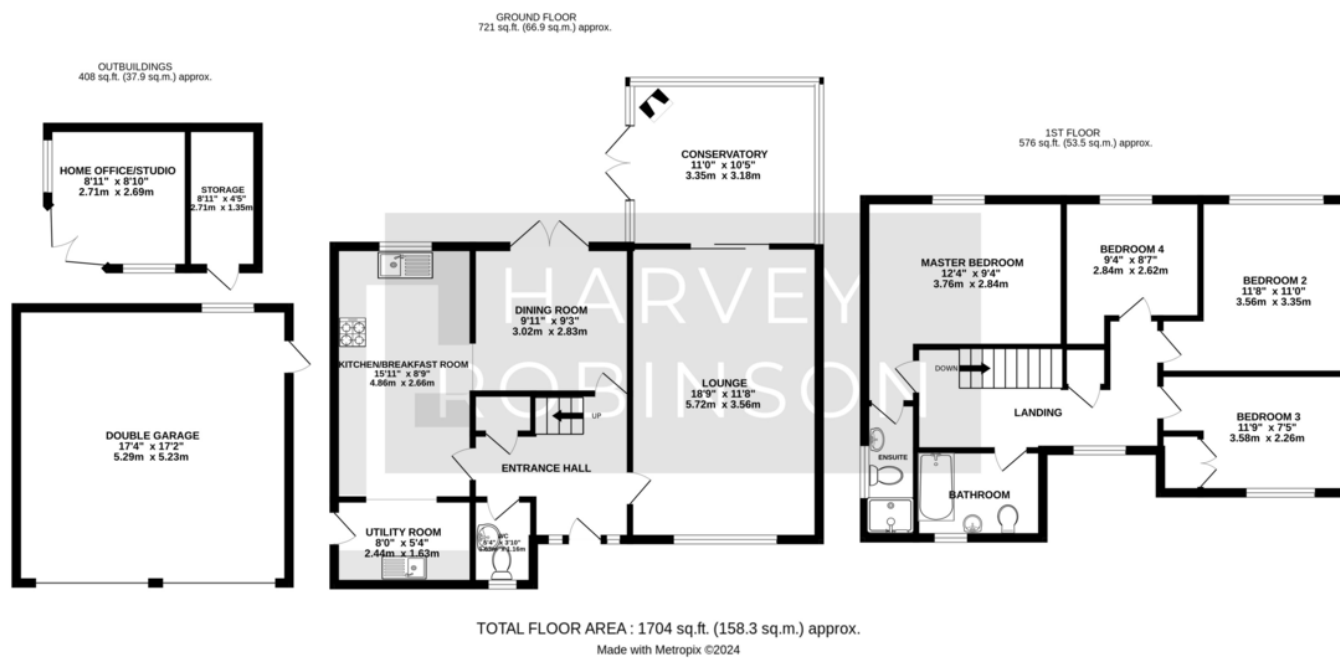 GROUND FLOOR
721 sq.ft. (66.9 sq.m.) approx.
OUTBUILDINGS
408 sq.ft. (37.9 sq.m.) approx.
1ST FLOOR
576 sq.ft. (53.5 sq.m.) approx.
HOME OFFICE/STUDIO
8'11" x 8'10"
2.71m x 2.69m
STORAGE
8'11" x 4'5"
2.71m x 1.35m
DOUBLE GARAGE
17'4" x 17'2"
5.29m x 5.23m
CONSERVATORY
11'0" x 10'5"
3.35m x 3.18m
DINING ROOM
9'11" x 9'3"
3.02m x 2.83m
KITCHEN/BREAKFAST ROOM
15'11" x 8'9"
4.86m x 2.66m
LOUNGE
18'9" x 11'8"
5.72m x 3.56m
UP
ENTRANCE HALL
UTILITY ROOM
8'0" x 5'4"
2.44m x 1.63m
x 3'10"
x 1.16m
MASTER BEDROOM
12'4" x 9'4"
3.76m x 2.84m
BEDROOM 4
9'4" x 8'7"
2.84m x 2.62m
BEDROOM 2
11'8" x 11'0"
3.56m x 3.35m
DOWN
LANDING
BEDROOM 3
11'9" x 7'5"
3.58m x 2.26m
ENSUITE
BATHROOM
HARVEY
ROBINSON
TOTAL FLOOR AREA : 1704 sq.ft. (158.3 sq.m.) approx.
Made with Metropix ©2024